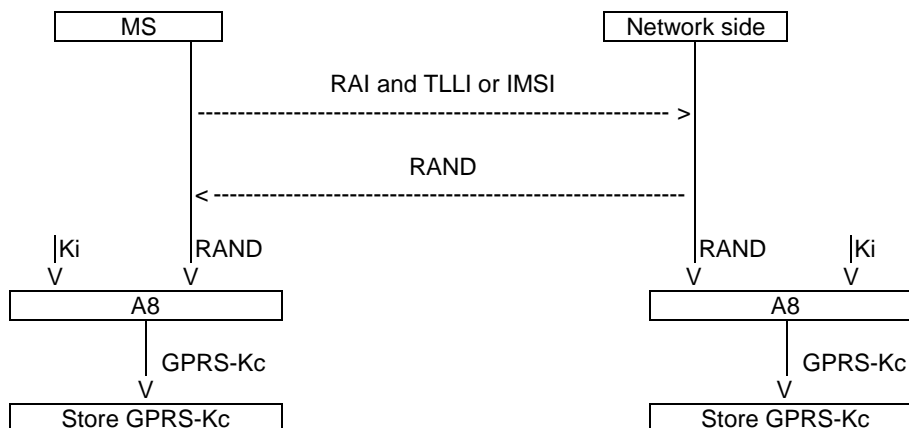 MS Network side
RAI and TLLI or IMSI
--------------------------------------------------------- >
RAND
< ---------------------------------------------------------
Ki RAND RAND Ki
V V V V
A8 A8
GPRS-Kc GPRS-Kc
V V
Store GPRS-Kc Store GPRS-Kc